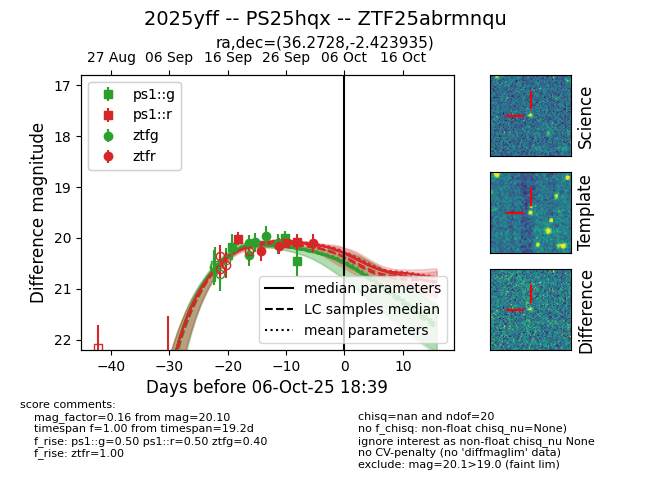 2025yff -- PS25hqx -- ZTF25abrmnqu
ra,dec=(36.2728,-2.423935)
27 Aug 06 Sep 16 Sep 26 Sep 06 Oct 16 Oct
17
18
19
20
21
22
Difference magnitude
ps1::g
ps1::r
ztfg
ztfr
median parameters
LC samples median
mean parameters
−40 −30 −20 −10 0 10
Days before 06-Oct-25 18:39
Science
Template
Difference
score comments:
mag_factor=0.16 from mag=20.10
timespan f=1.00 from timespan=19.2d
f_rise: ps1::g=0.50 ps1::r=0.50 ztfg=0.40
f_rise: ztfr=1.00
chisq=nan and ndof=20
no f_chisq: non-float chisq_nu=None)
ignore interest as non-float chisq_nu None
no CV-penalty (no 'diffmaglim' data)
exclude: mag=20.1>19.0 (faint lim)